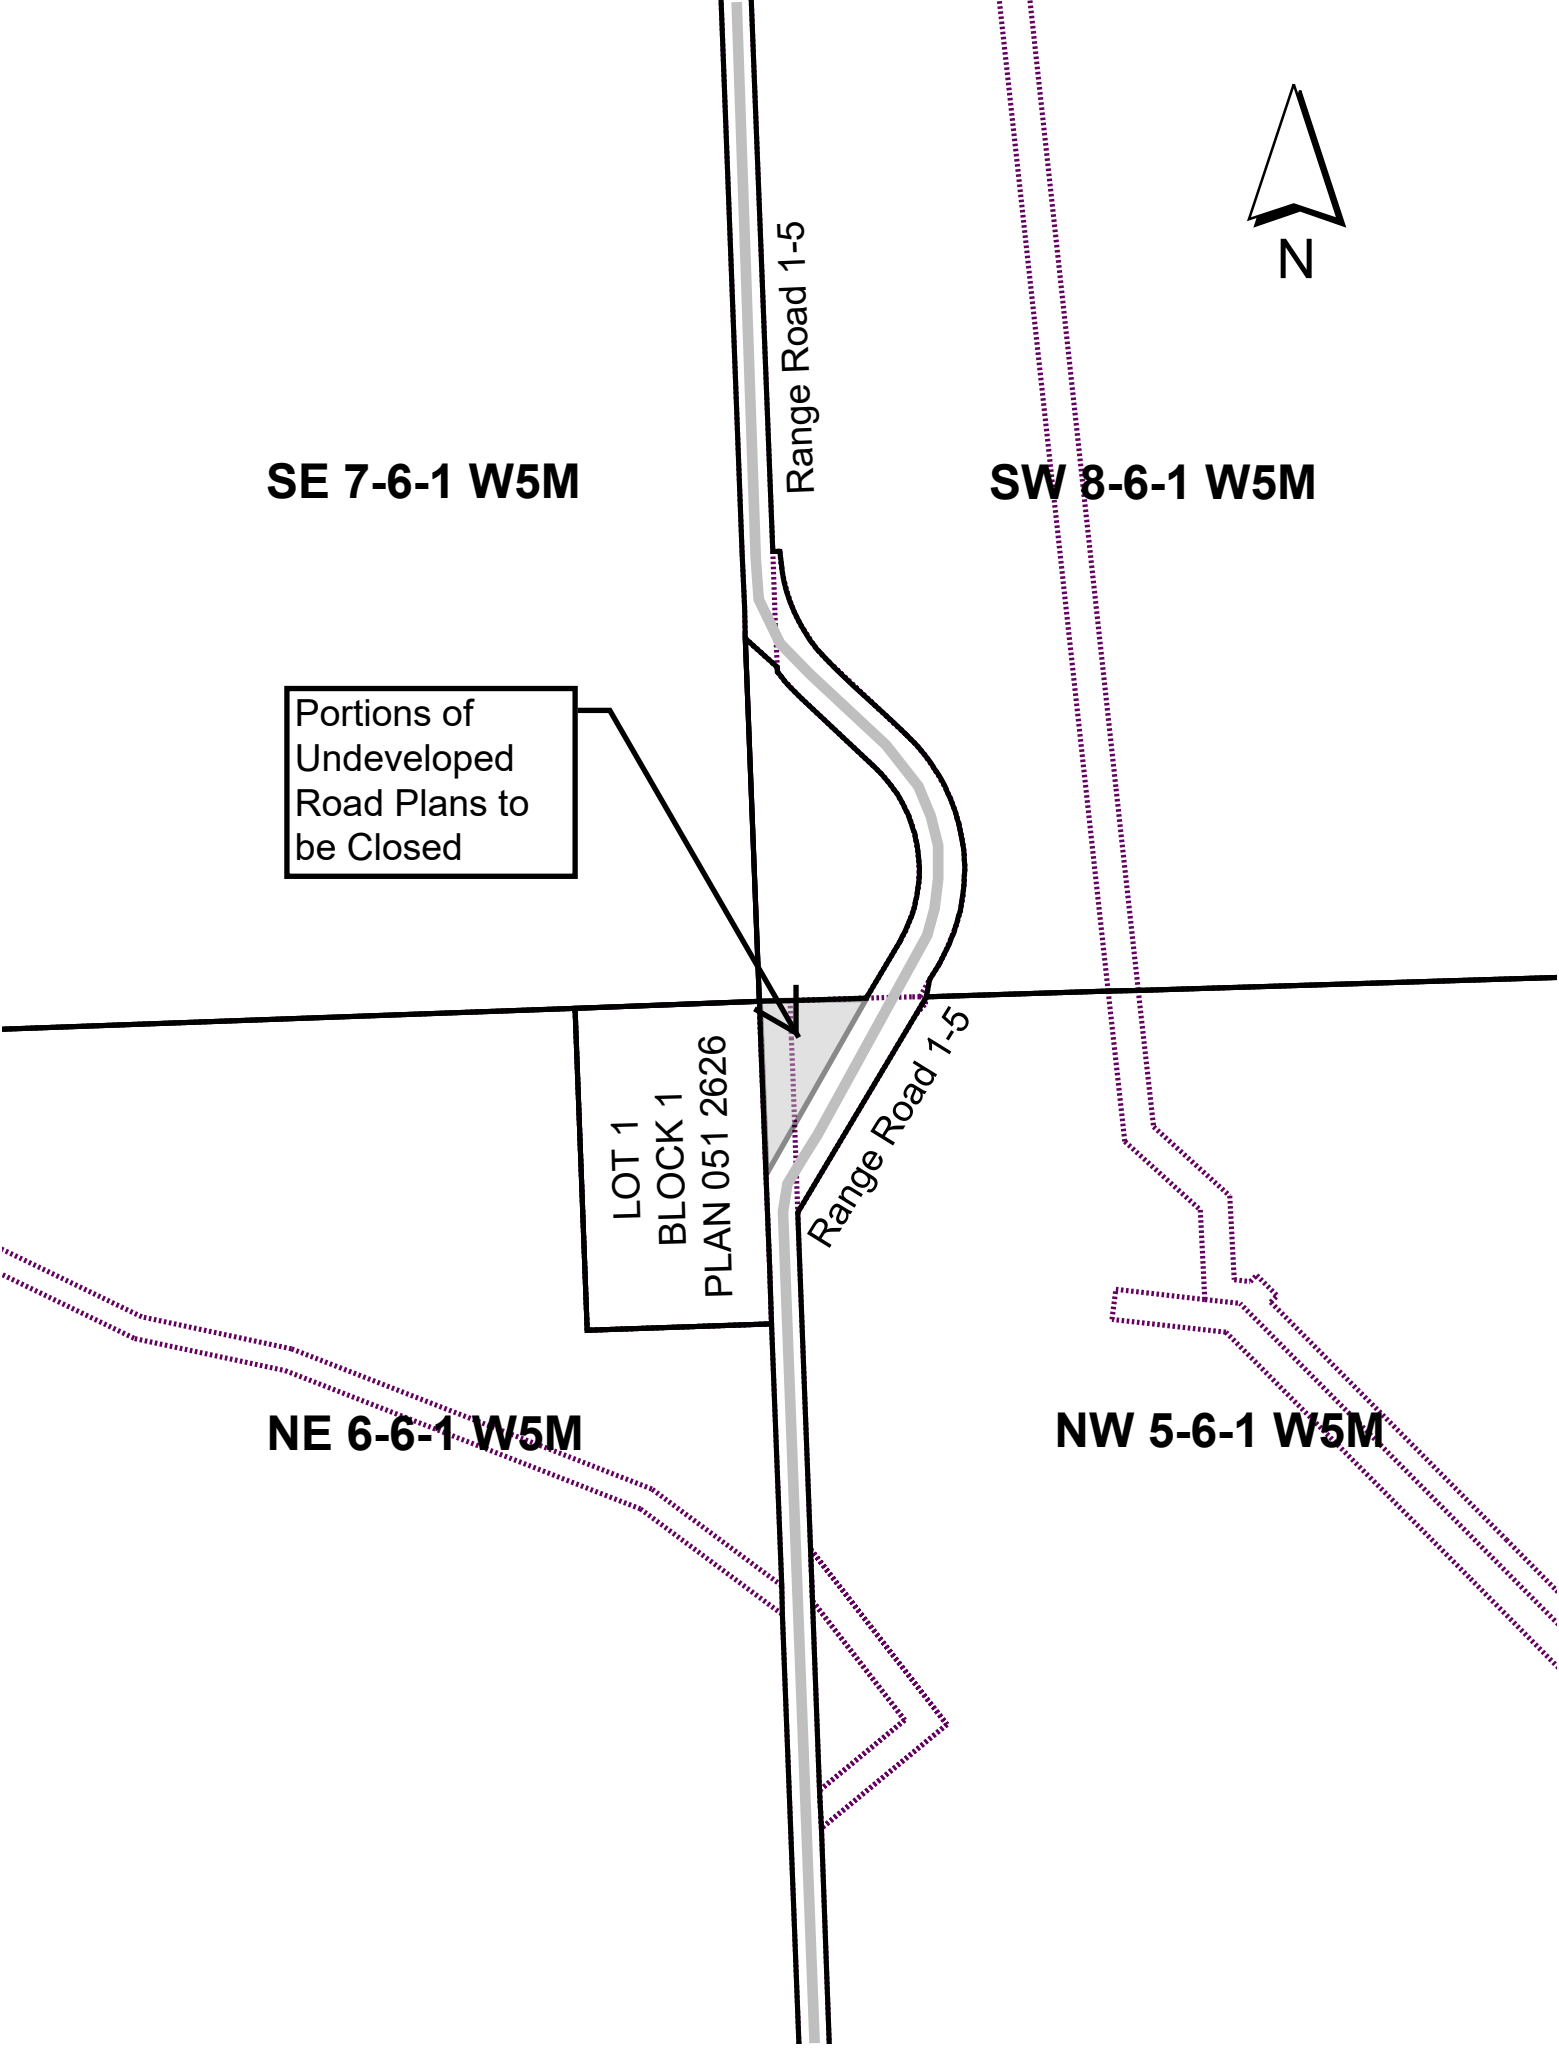 Range Road 1-5
N
SE 7-6-1 W5M
SW 8-6-1 W5M
Portions of
Undeveloped
Road Plans to
be Closed
LOT 1
BLOCK 1
PLAN 051 2626
Range Road 1-5
NE 6-6-1 W5M
NW 5-6-1 W5M